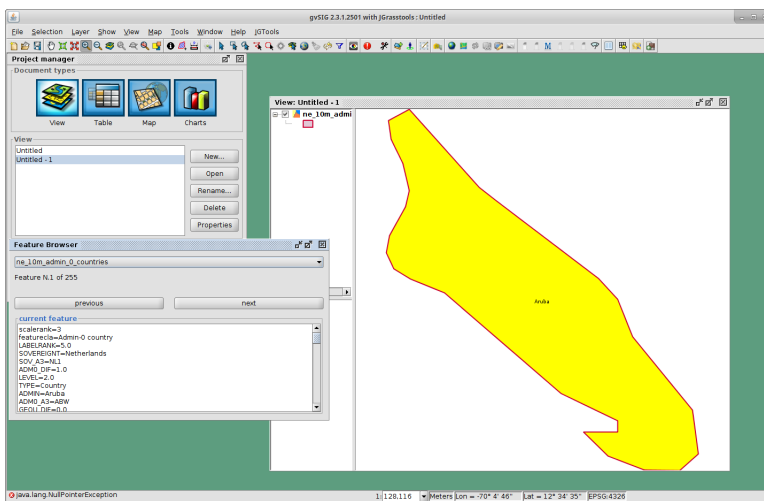 gvSIG 2.3.1.2501 with JGrasstools : Untitled
File Selection Layer Show View Map Tools Window Help JGTools
Project manager
Document types
View Table Map Charts
View
Untitled
Untitled - 1
New...
Open
Rename...
Delete
Properties
View: Untitled - 1
ne_10m_admi
Aruba
Feature Browser
ne_10m_admin_0_countries
Feature N.1 of 255
previous next
current feature
scalerank=3
featurecla=Admin-0 country
LABELRANK=5.0
SOVEREIGNT=Netherlands
SOV_A3=NL1
ADM0_DIF=1.0
LEVEL=2.0
TYPE=Country
ADMIN=Aruba
ADM0_A3=ABW
GEOU_DIF=0.0
java.lang.NullPointerException 1: 128.116 Meters Lon = -70° 4' 46" Lat = 12° 34' 35" EPSG:4326